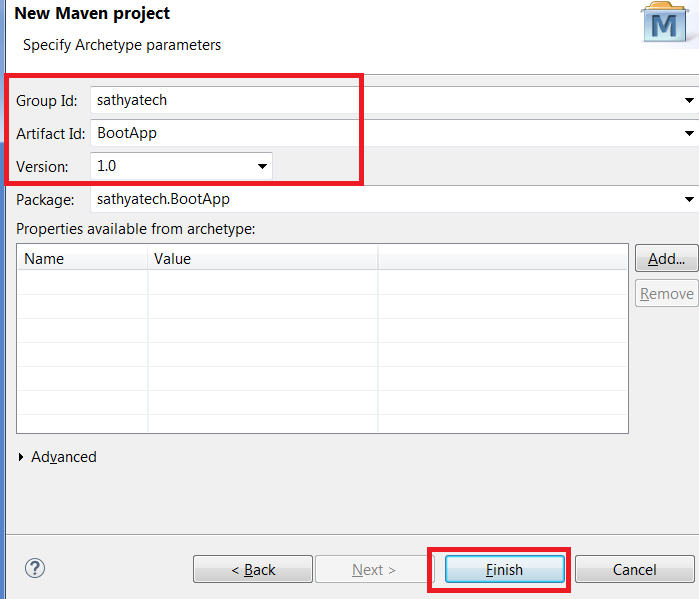 New Maven project
Specify Archetype parameters
M
Group Id: sathyatech
Artifact Id: BootApp
Version: 1.0
Package: sathyatech.BootApp
Properties available from archetype:
Name Value
Add...
Remove
Advanced
? < Back Next > Finish Cancel